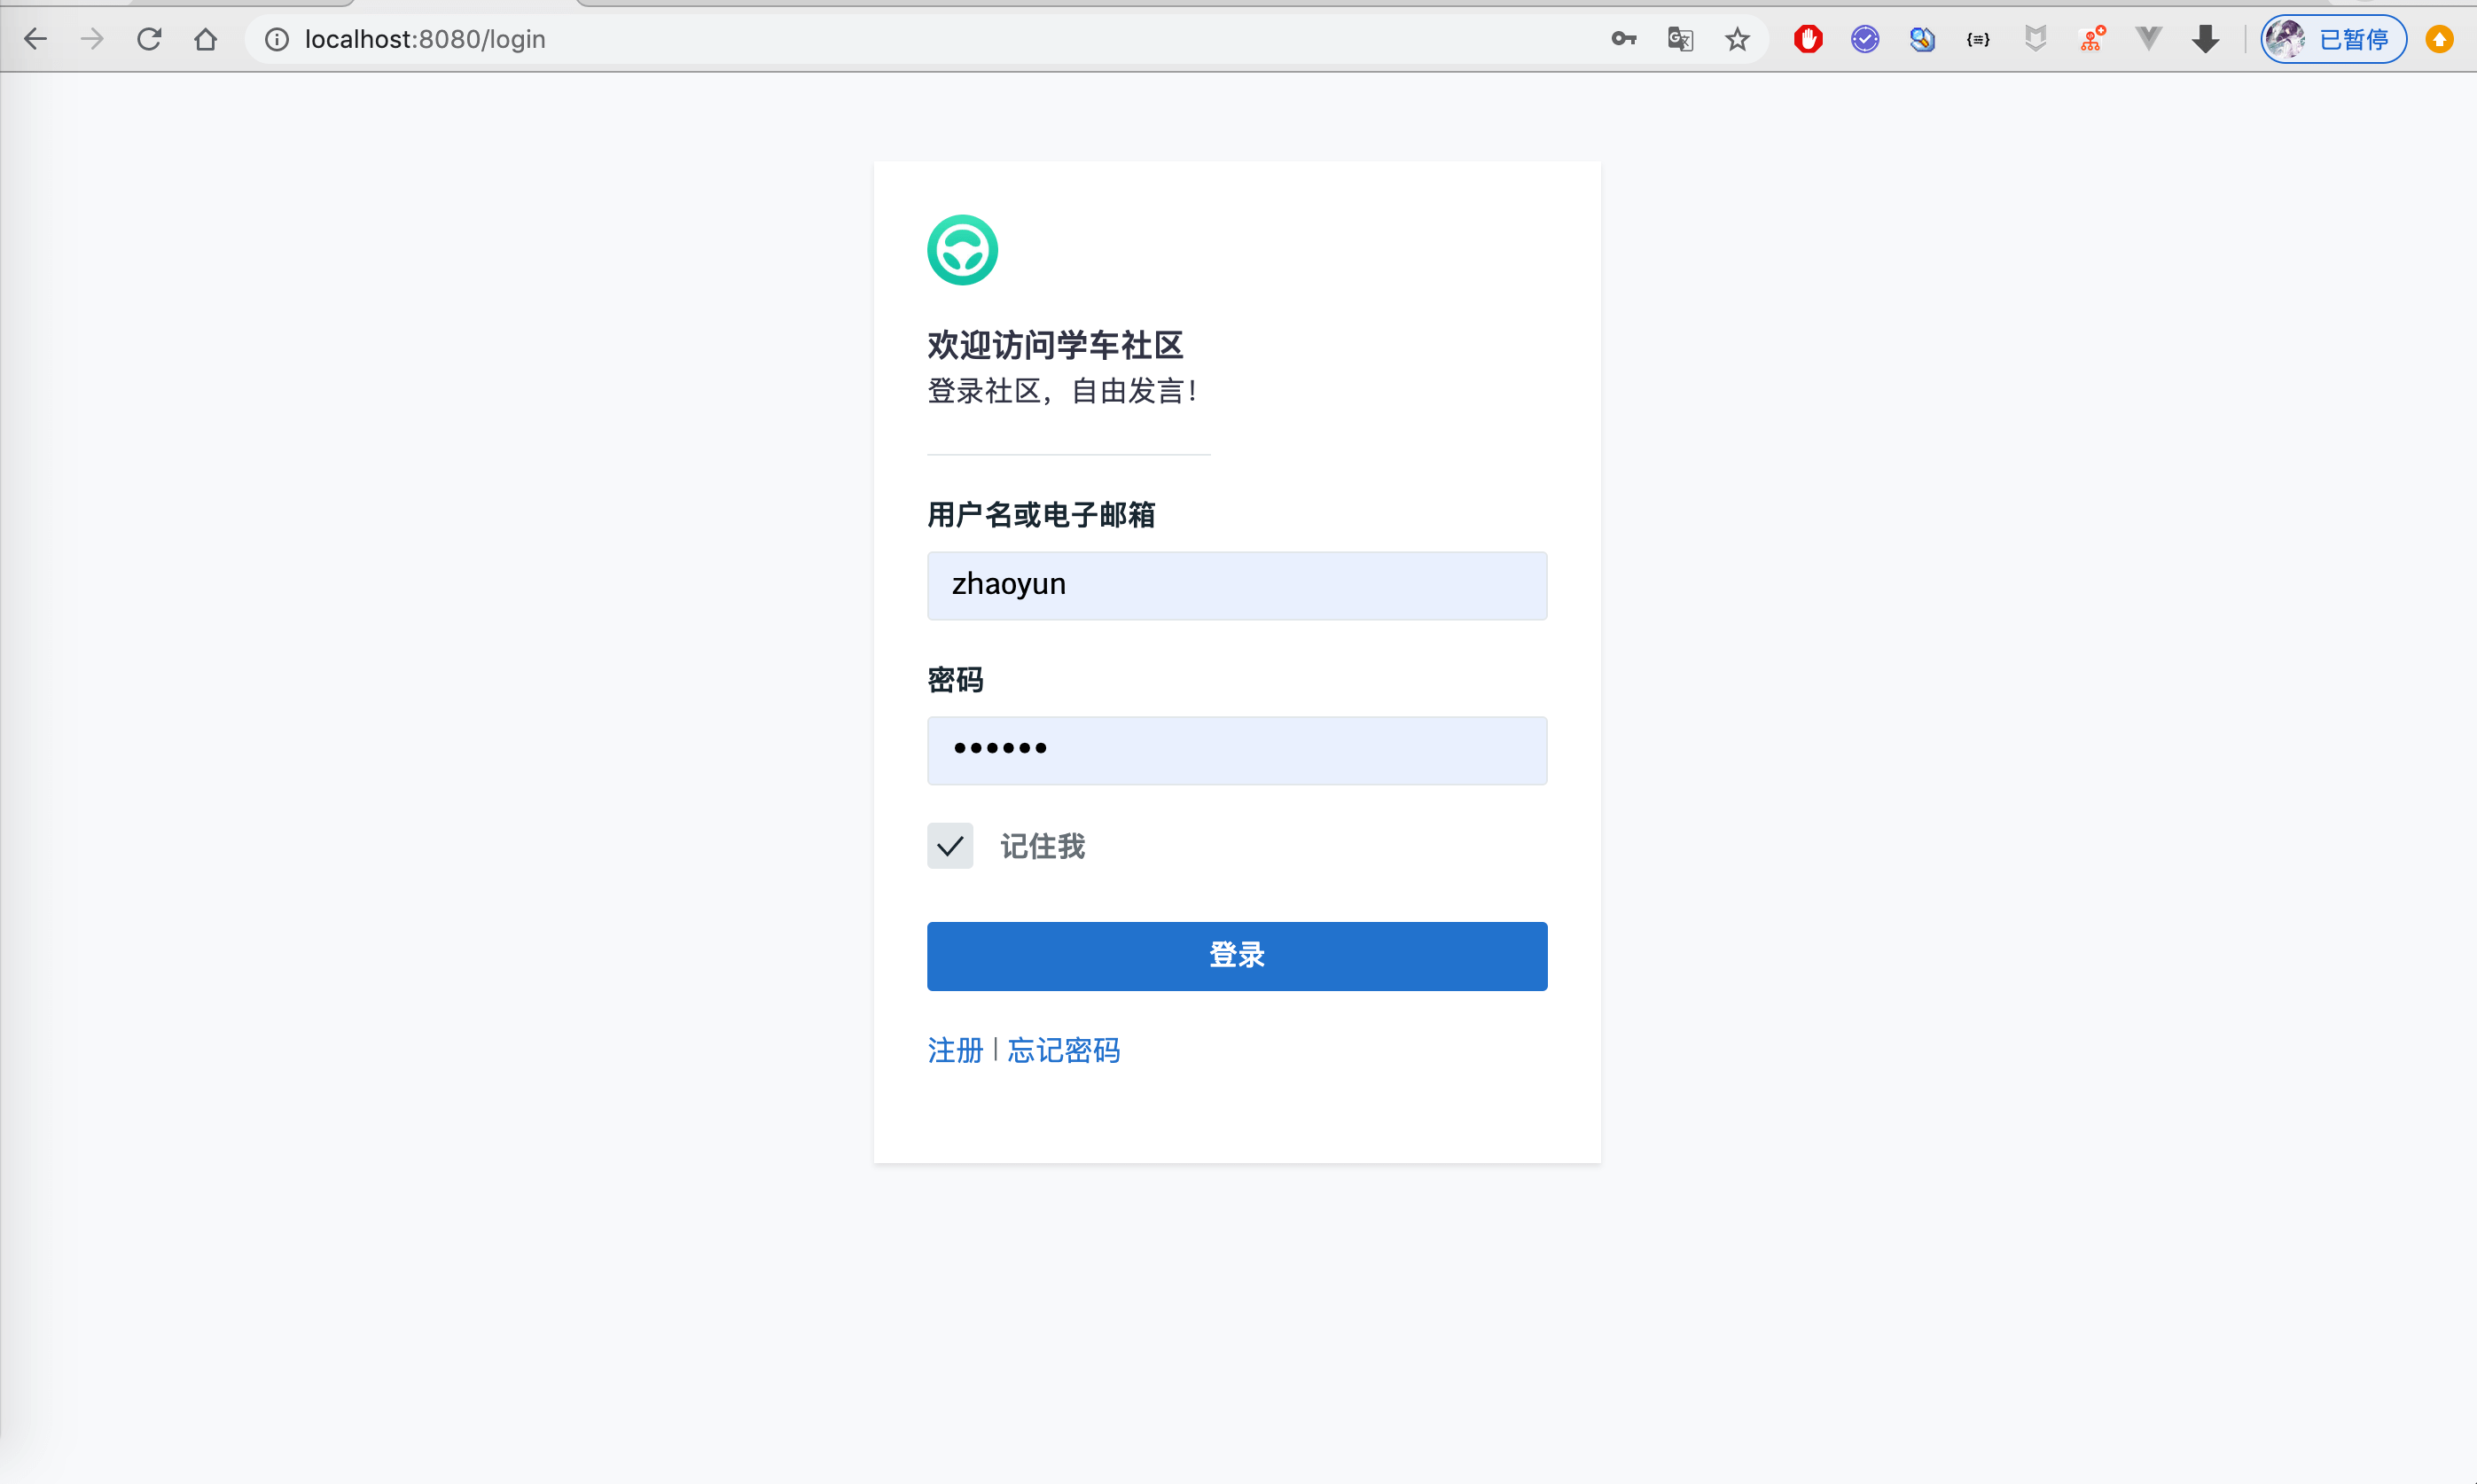 localhost:8080/login
已暂停
欢迎访问学车社区
登录社区，自由发言！
用户名或电子邮箱
zhaoyun
密码
••••••
记住我
登录
注册 | 忘记密码